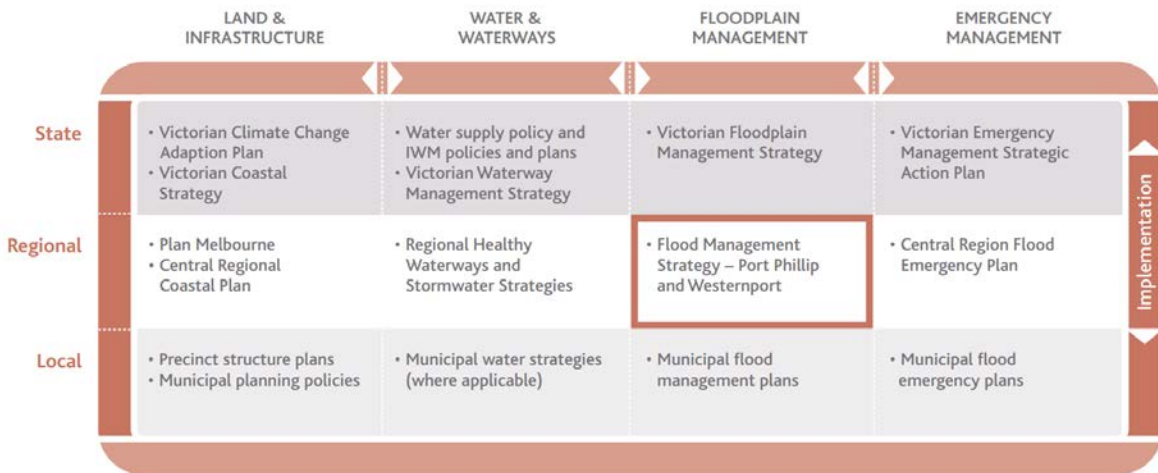 LAND &
INFRASTRUCTURE
WATER &
WATERWAYS
FLOODPLAIN
MANAGEMENT
EMERGENCY
MANAGEMENT
State
• Victorian Climate Change
Adaption Plan
• Victorian Coastal
Strategy
• Water supply policy and
IWM policies and plans
• Victorian Waterway
Management Strategy
• Victorian Floodplain
Management Strategy
• Victorian Emergency
Management Strategic
Action Plan
Regional
• Plan Melbourne
• Central Regional
Coastal Plan
• Regional Healthy
Waterways and
Stormwater Strategies
• Flood Management
Strategy – Port Phillip
and Westernport
• Central Region Flood
Emergency Plan
Local
• Precinct structure plans
• Municipal planning policies
• Municipal water strategies
(where applicable)
• Municipal flood
management plans
• Municipal flood
emergency plans
Implementation